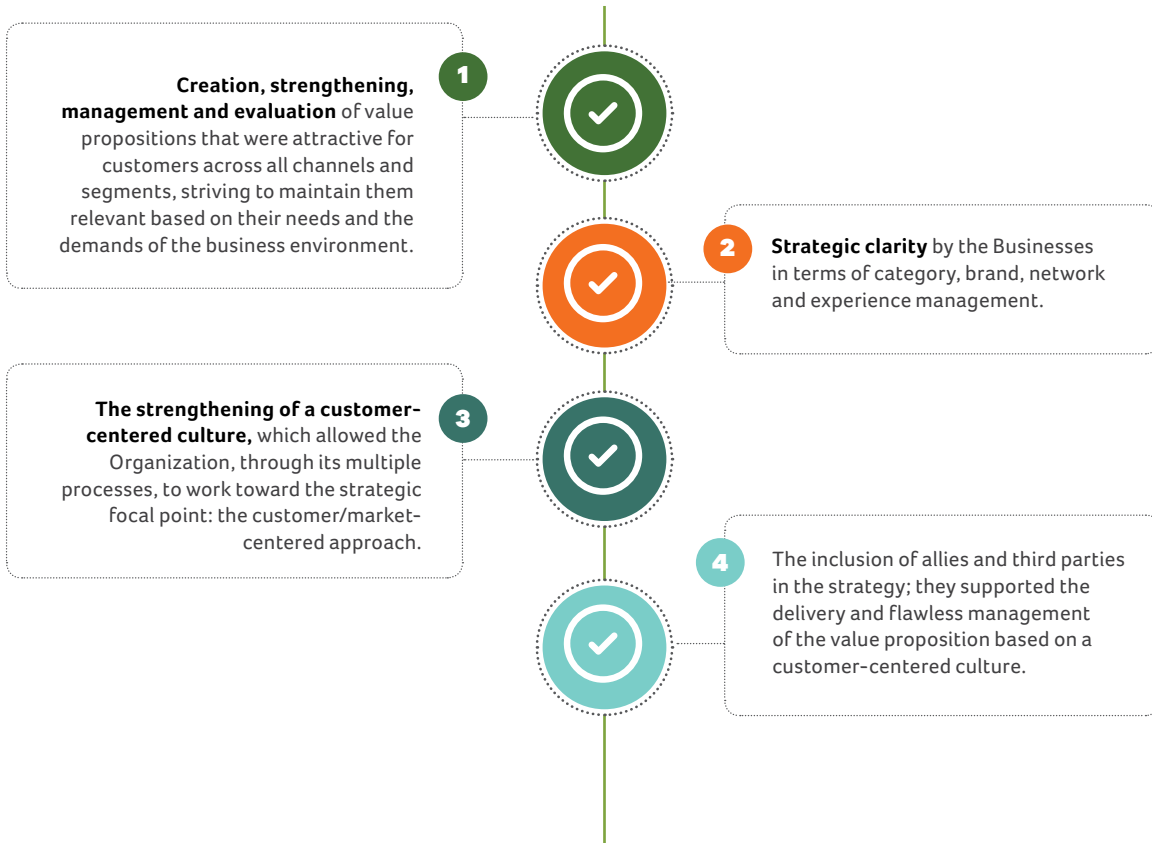 1
Creation, strengthening,
management and evaluation of value
propositions that were attractive for
customers across all channels and
segments, striving to maintain them
relevant based on their needs and the
demands of the business environment.
2
Strategic clarity by the Businesses
in terms of category, brand, network
and experience management.
3
The strengthening of a customer-
centered culture, which allowed the
Organization, through its multiple
processes, to work toward the strategic
focal point: the customer/market-
centered approach.
4
The inclusion of allies and third parties
in the strategy; they supported the
delivery and flawless management
of the value proposition based on a
customer-centered culture.